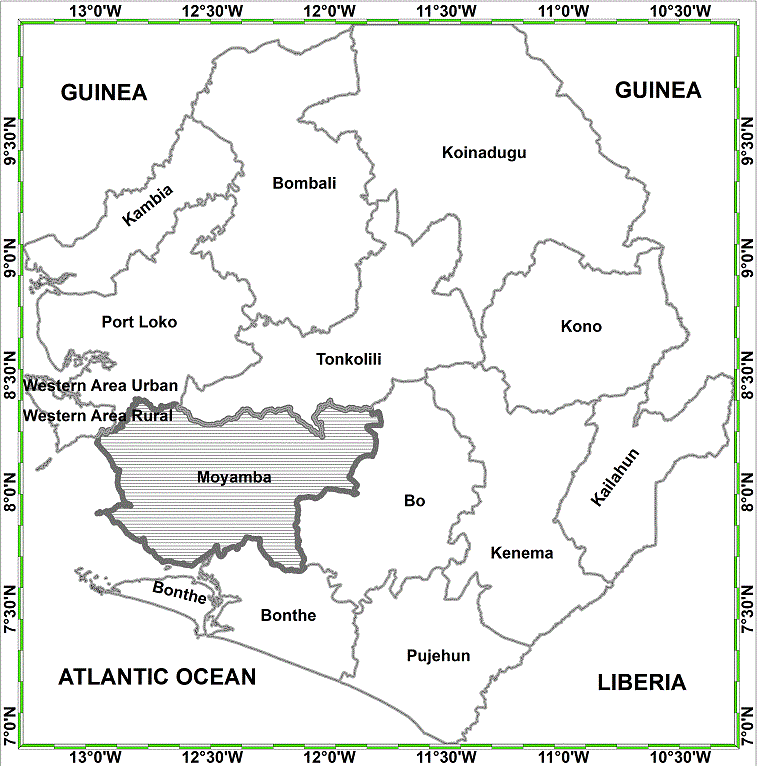 13°0'W 12°30'W 12°0'W 11°30'W 11°0'W 10°30'W
GUINEA
GUINEA
9°30'N
9°30'N
Koinadugu
Bombali
Kambia
9°0'N
9°0'N
Port Loko
Kono
Tonkolili
8°30'N
8°30'N
Western Area Urban
Western Area Rural
Moyamba
Kailahun
8°0'N
8°0'N
Bo
Kenema
Bonthe
Bonthe
7°30'N
7°30'N
Pujehun
ATLANTIC OCEAN
LIBERIA
7°0'N
7°0'N
13°0'W 12°30'W 12°0'W 11°30'W 11°0'W 10°30'W